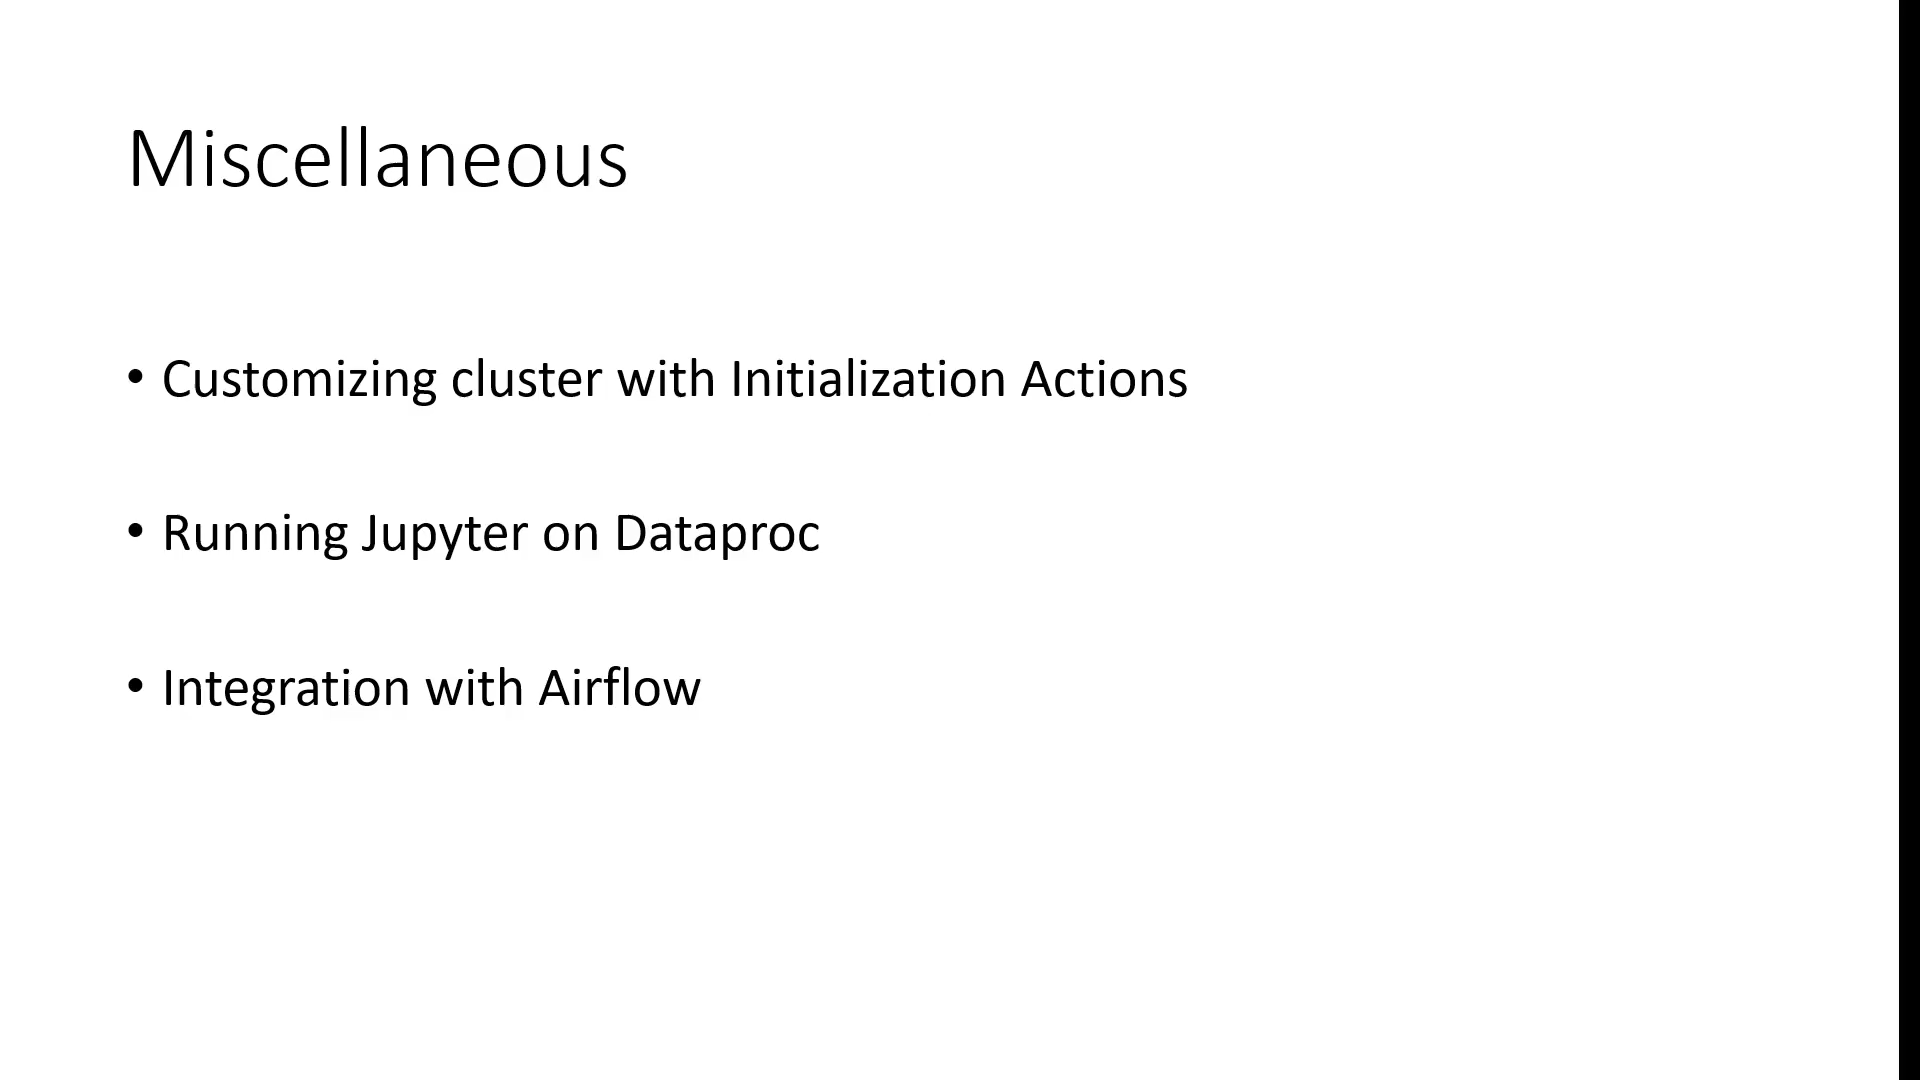 Miscellaneous
• Customizing cluster with Initialization Actions
• Running Jupyter on Dataproc
• Integration with Airflow